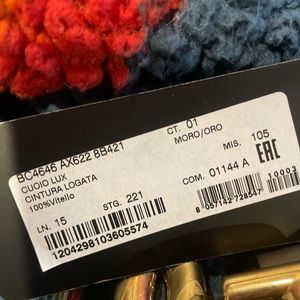 BC4646 AX622 8B421
CT. 01
CUOIO LUX
MORO/ORO
CINTURA LOGATA
100%Vitello
MIS. 105
EAC
LN. 15
STG. 221
COM. 01144 A
1204298103605574
10003
8 057142 728547